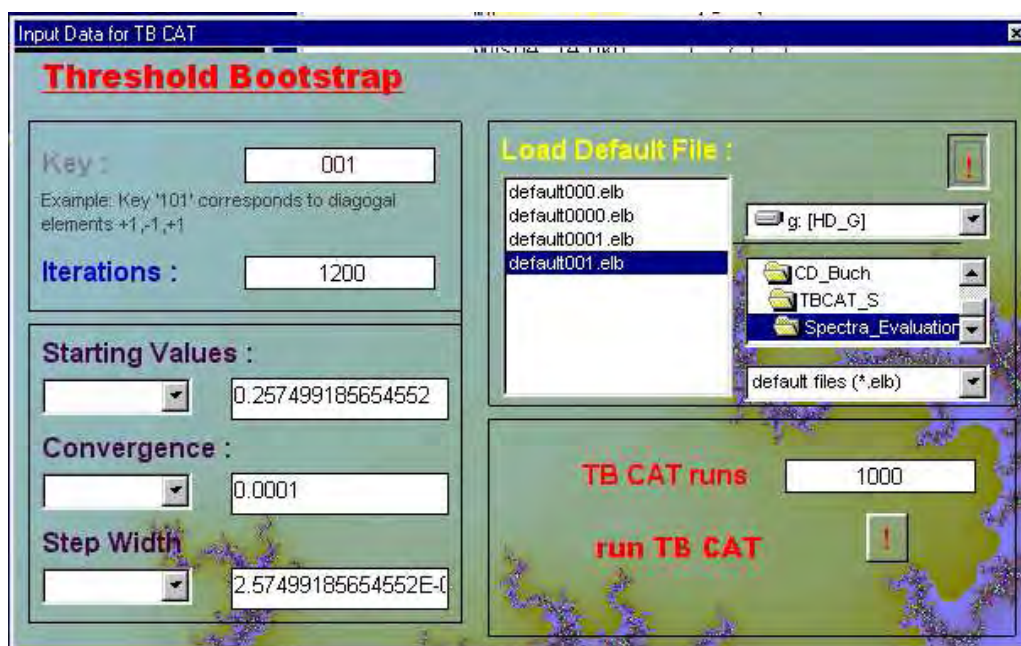 Input Data for TB CAT
Threshold Bootstrap
Key :
001
Example: Key '101' corresponds to diagogal
elements +1,-1,+1
Iterations :
1200
Starting Values :
0.257499185654552
Convergence :
0.0001
Step Width
2.57499185654552E-0
Load Default File :
!
default000.elb
default0000.elb
default0001.elb
default001.elb
g: [HD_G]
CD_Buch
TBCAT_S
Spectra_Evaluation
default files (*.elb)
TB CAT runs
1000
run TB CAT
!